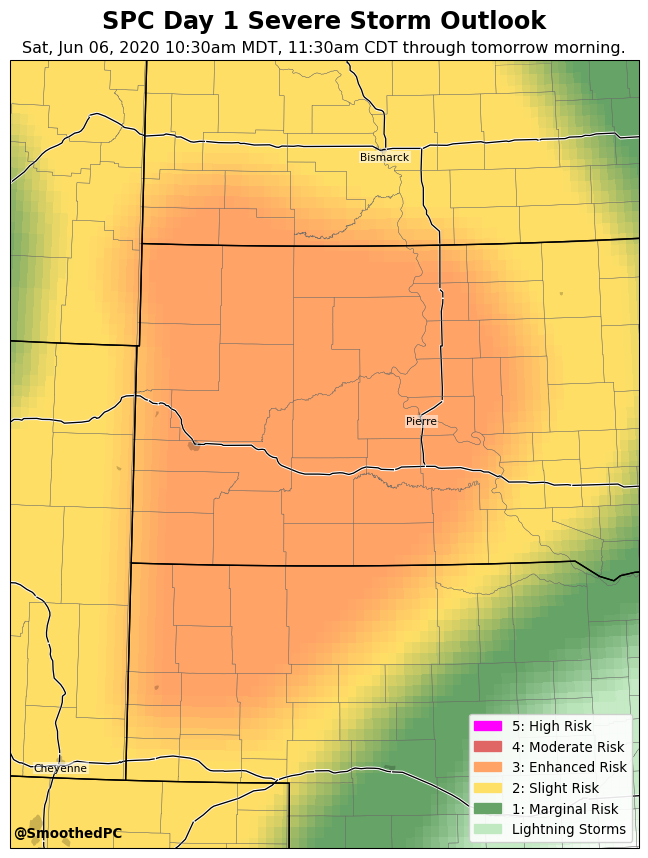 SPC Day 1 Severe Storm Outlook
Sat, Jun 06, 2020 10:30am MDT, 11:30am CDT through tomorrow morning.
Bismarck
Pierre
5: High Risk
4: Moderate Risk
3: Enhanced Risk
2: Slight Risk
1: Marginal Risk
Lightning Storms
Cheyenne
@SmoothedPC